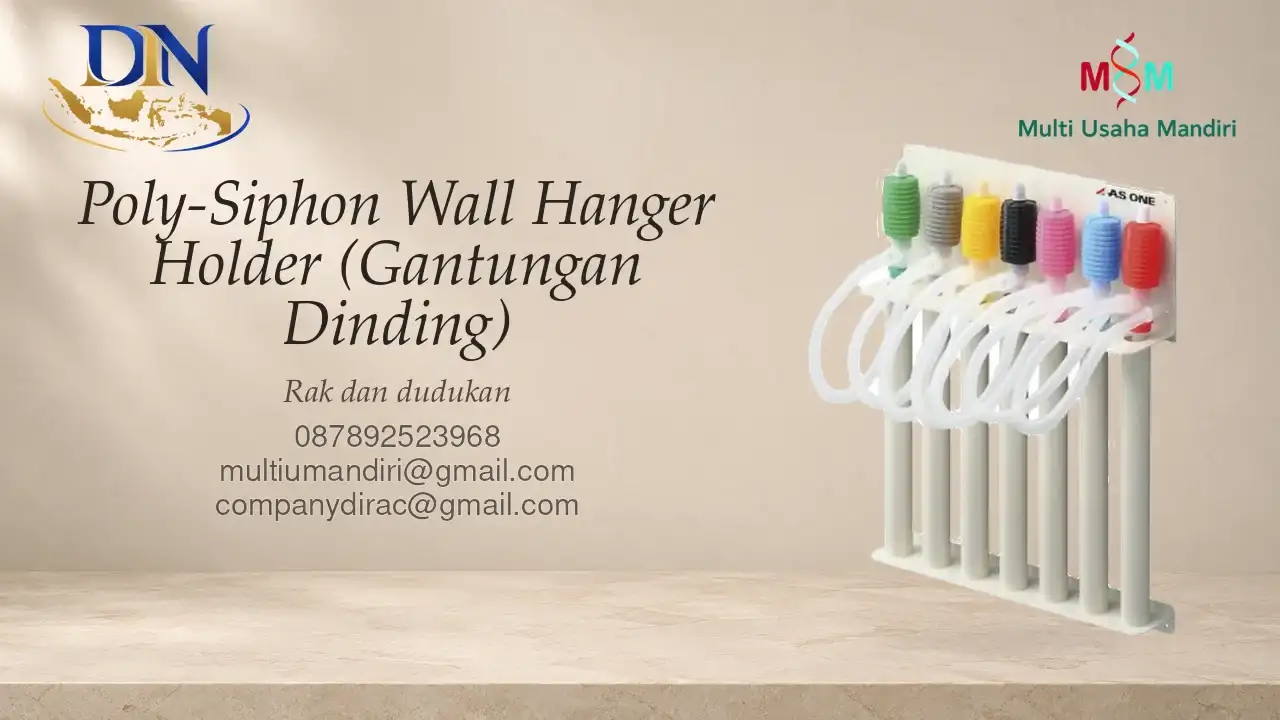 DN
MSM
Multi Usaha Mandiri
Poly-Siphon Wall Hanger
Holder (Gantungan
Dinding)
AS ONE
Rak dan dudukan
087892523968
multiumandiri@gmail.com
companydirac@gmail.com